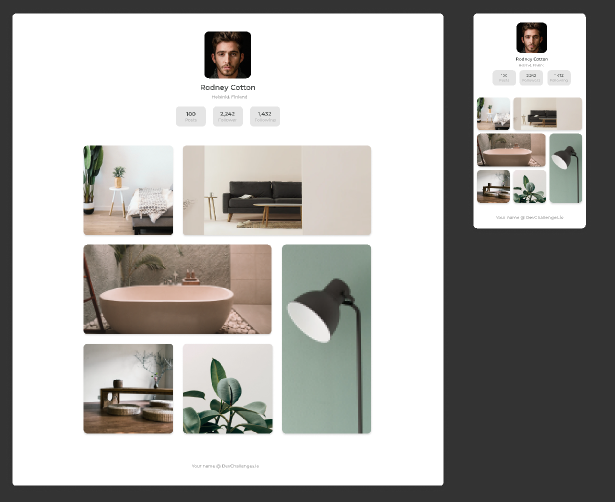 Rodney Cotton
Helsinki, Finland
100
2,242
1,432
Posts
Followers
Following
Your name @ DevChallenges.io
Rodney Cotton
Helsinki, Finland
100
2,242
1,432
Posts
Following
Your name @ DevChallenges.io